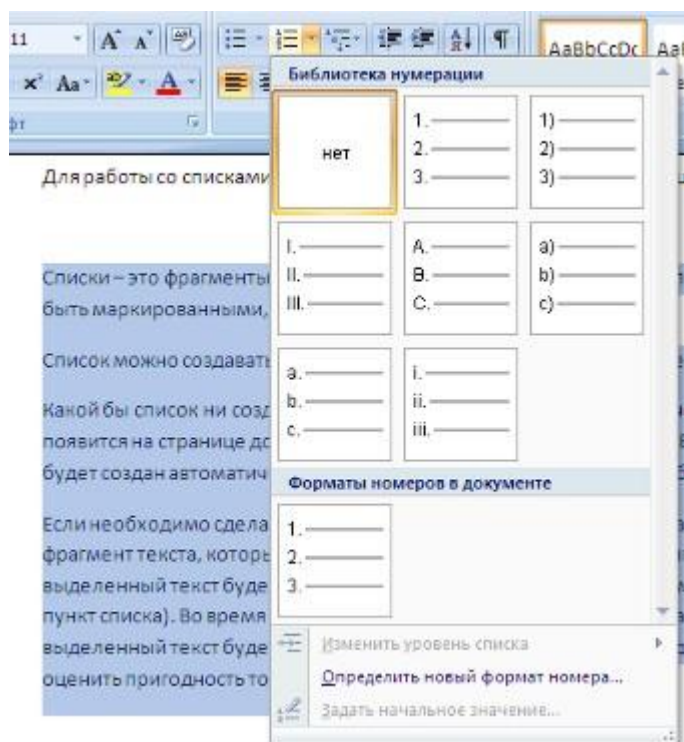 11
A A
x² Aa ab A
AaBbCcDc AaB
Библиотека нумерации
нет
1.
2.
3.
1)
2)
3)
I.
II.
III.
A.
B.
C.
a)
b)
c)
a.
b.
c.
i.
ii.
iii.
Форматы номеров в документе
1.
2.
3.
Изменить уровень списка
Определить новый формат номера...
Задать начальное значение...
Для работы со списками
Списки – это фрагменты
быть маркированными,
Список можно создавать
Какой бы список ни созд
появится на странице до
будет создан автоматич
Если необходимо сдела
фрагмент текста, которы
выделенный текст буде
пункт списка). Во время
выделенный текст буде
оценить пригодность то